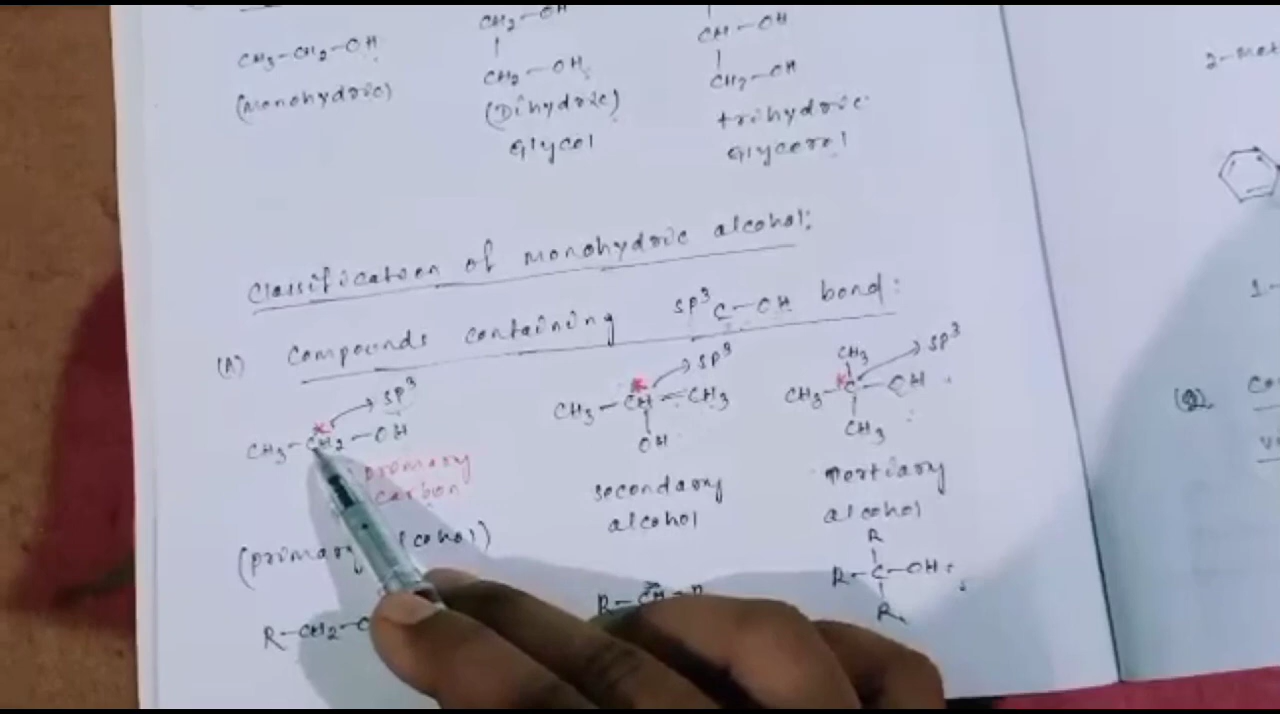 CH2-OH
CH-OH
CH3-CH2-OH
CH2-OH
CH2-OH
(Monohydric)
(Dihydric)
trihydric
Glycol
Glycerol
Classification of monohydric alcohol:
(A) Compounds containing SP³ C-OH bond:
CH3-CH2-OH
SP³
primary
carbon
(primary
R-CH2-
CH3-CH-CH3
SP³
OH
secondary
alcohol
R-CH-R
CH3
CH3-C-OH
SP³
CH3
Tertiary
alcohol
R
R-C-OH
R
1-